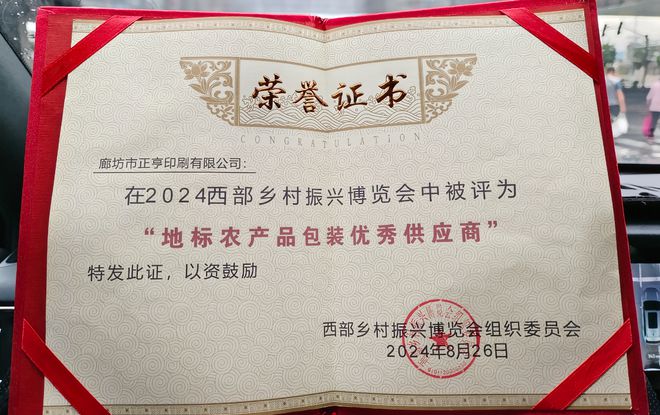 荣誉证书
CONGRATULATION
廊坊市正亨印刷有限公司：
在2024西部乡村振兴博览会中被评为
“地标农产品包装优秀供应商”
特发此证，以资鼓励
西部乡村振兴博览会组织委员会
2024年8月26日